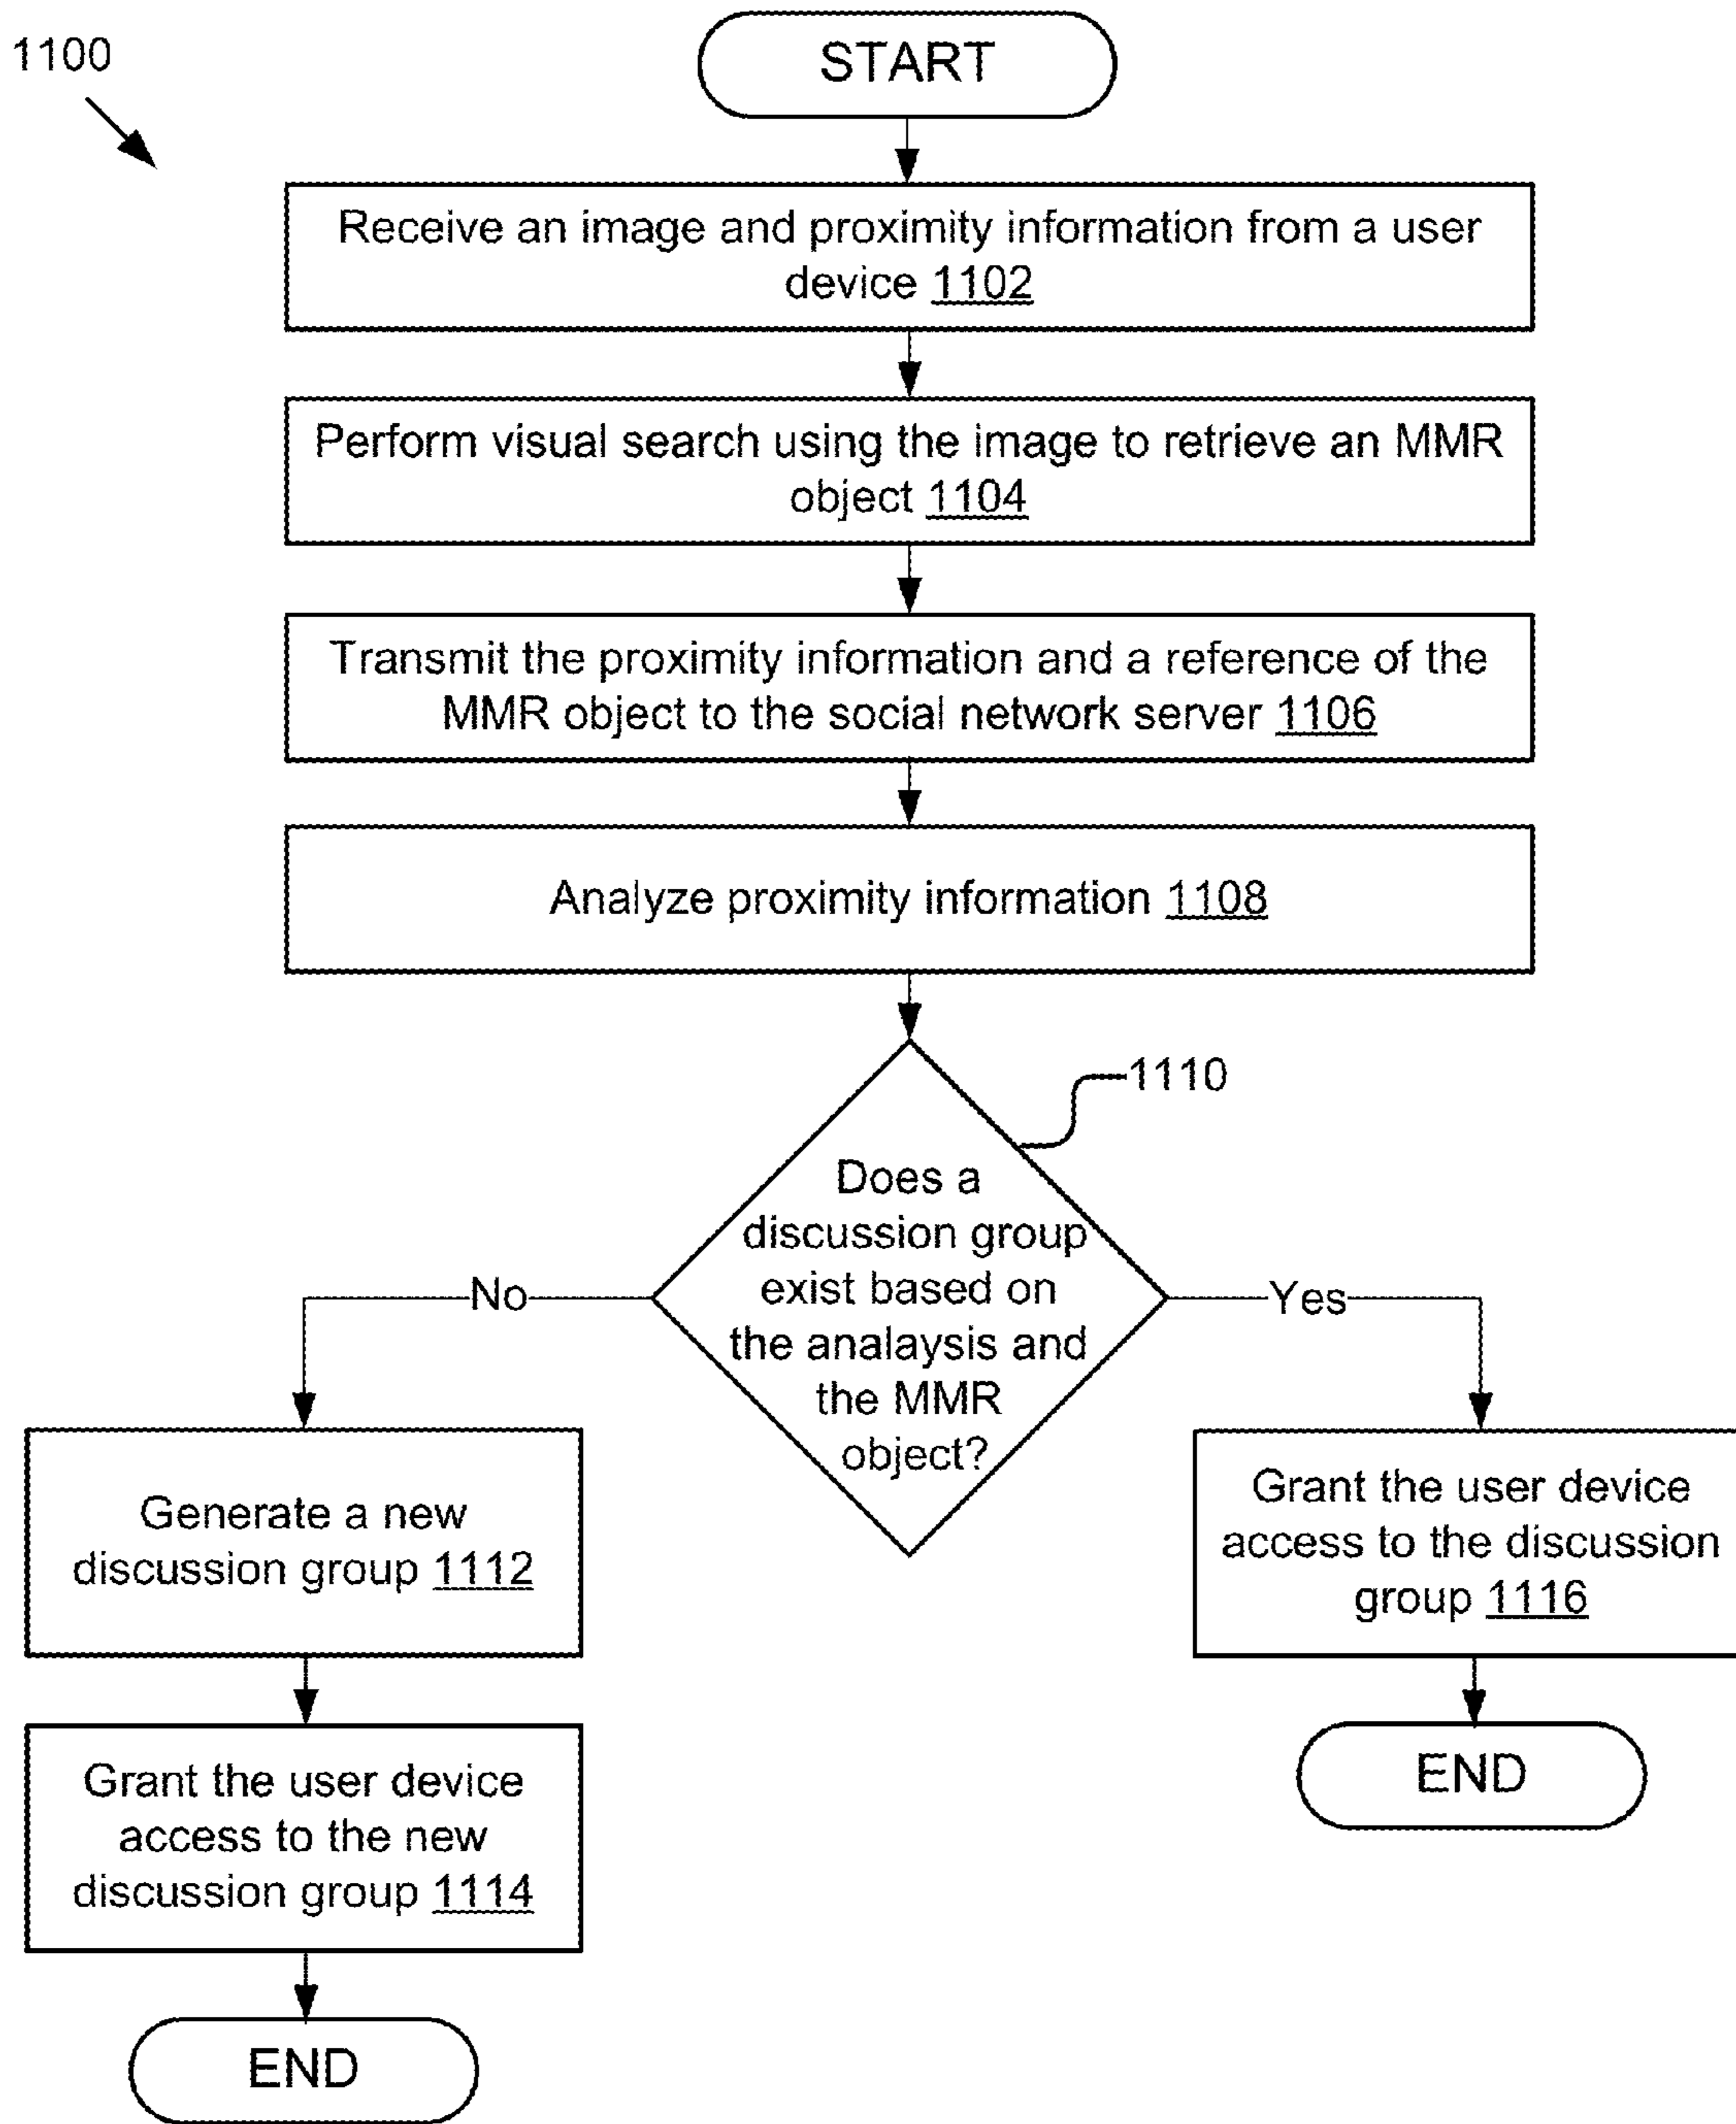 1100
START
Receive an image and proximity information from a user
device 1102
Perform visual search using the image to retrieve an MMR
object 1104
Transmit the proximity information and a reference of the
MMR object to the social network server 1106
Analyze proximity information 1108
1110
Does a
discussion group
exist based on
the analaysis and
the MMR
object?
No
Yes
Generate a new
discussion group 1112
Grant the user device
access to the new
discussion group 1114
END
Grant the user device
access to the discussion
group 1116
END